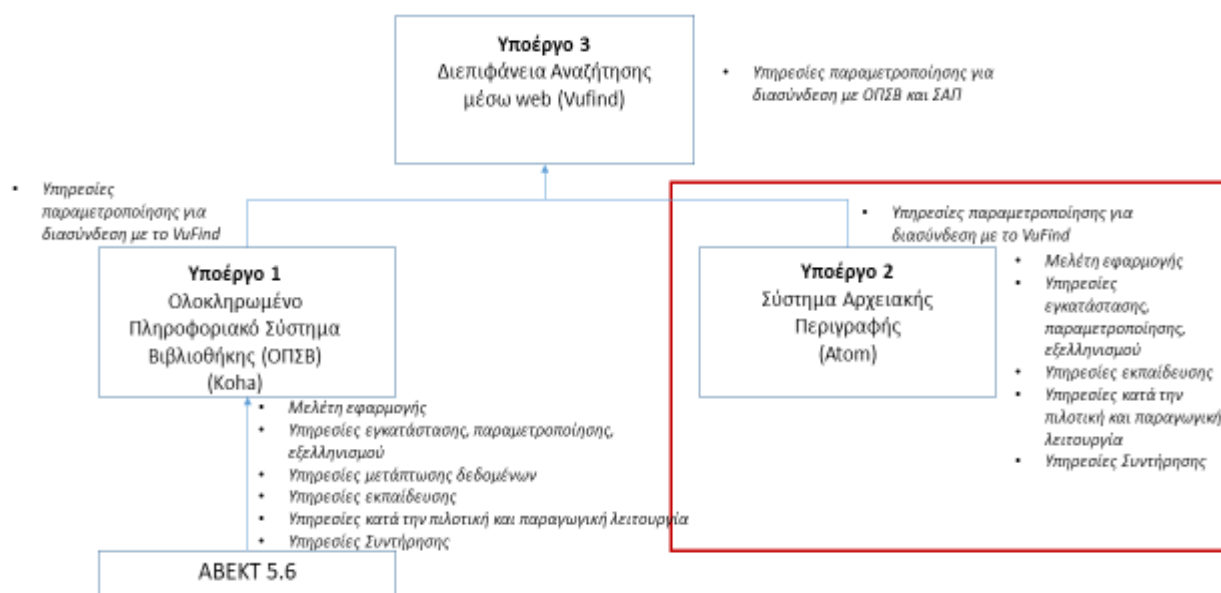 Υποέργο 3
Διεπιφάνεια Αναζήτησης
μέσω web (Vufind)
• Υπηρεσίες παραμετροποίησης για
διασύνδεση με ΟΠΣΒ και ΣΑΠ
• Υπηρεσίες
παραμετροποίησης για
διασύνδεση με το VuFind
Υποέργο 1
Ολοκληρωμένο
Πληροφοριακό Σύστημα
Βιβλιοθήκης (ΟΠΣΒ)
(Koha)
• Μελέτη εφαρμογής
• Υπηρεσίες εγκατάστασης, παραμετροποίησης,
εξελληνισμού
• Υπηρεσίες μετάπτωσης δεδομένων
• Υπηρεσίες εκπαίδευσης
• Υπηρεσίες κατά την πιλοτική και παραγωγική λειτουργία
• Υπηρεσίες Συντήρησης
ΑΒΕΚΤ 5.6
• Υπηρεσίες παραμετροποίησης για
διασύνδεση με το VuFind
Υποέργο 2
Σύστημα Αρχειακής
Περιγραφής
(Atom)
• Μελέτη εφαρμογής
• Υπηρεσίες
εγκατάστασης,
παραμετροποίησης,
εξελληνισμού
• Υπηρεσίες εκπαίδευσης
• Υπηρεσίες κατά την
πιλοτική και παραγωγική
λειτουργία
• Υπηρεσίες Συντήρησης